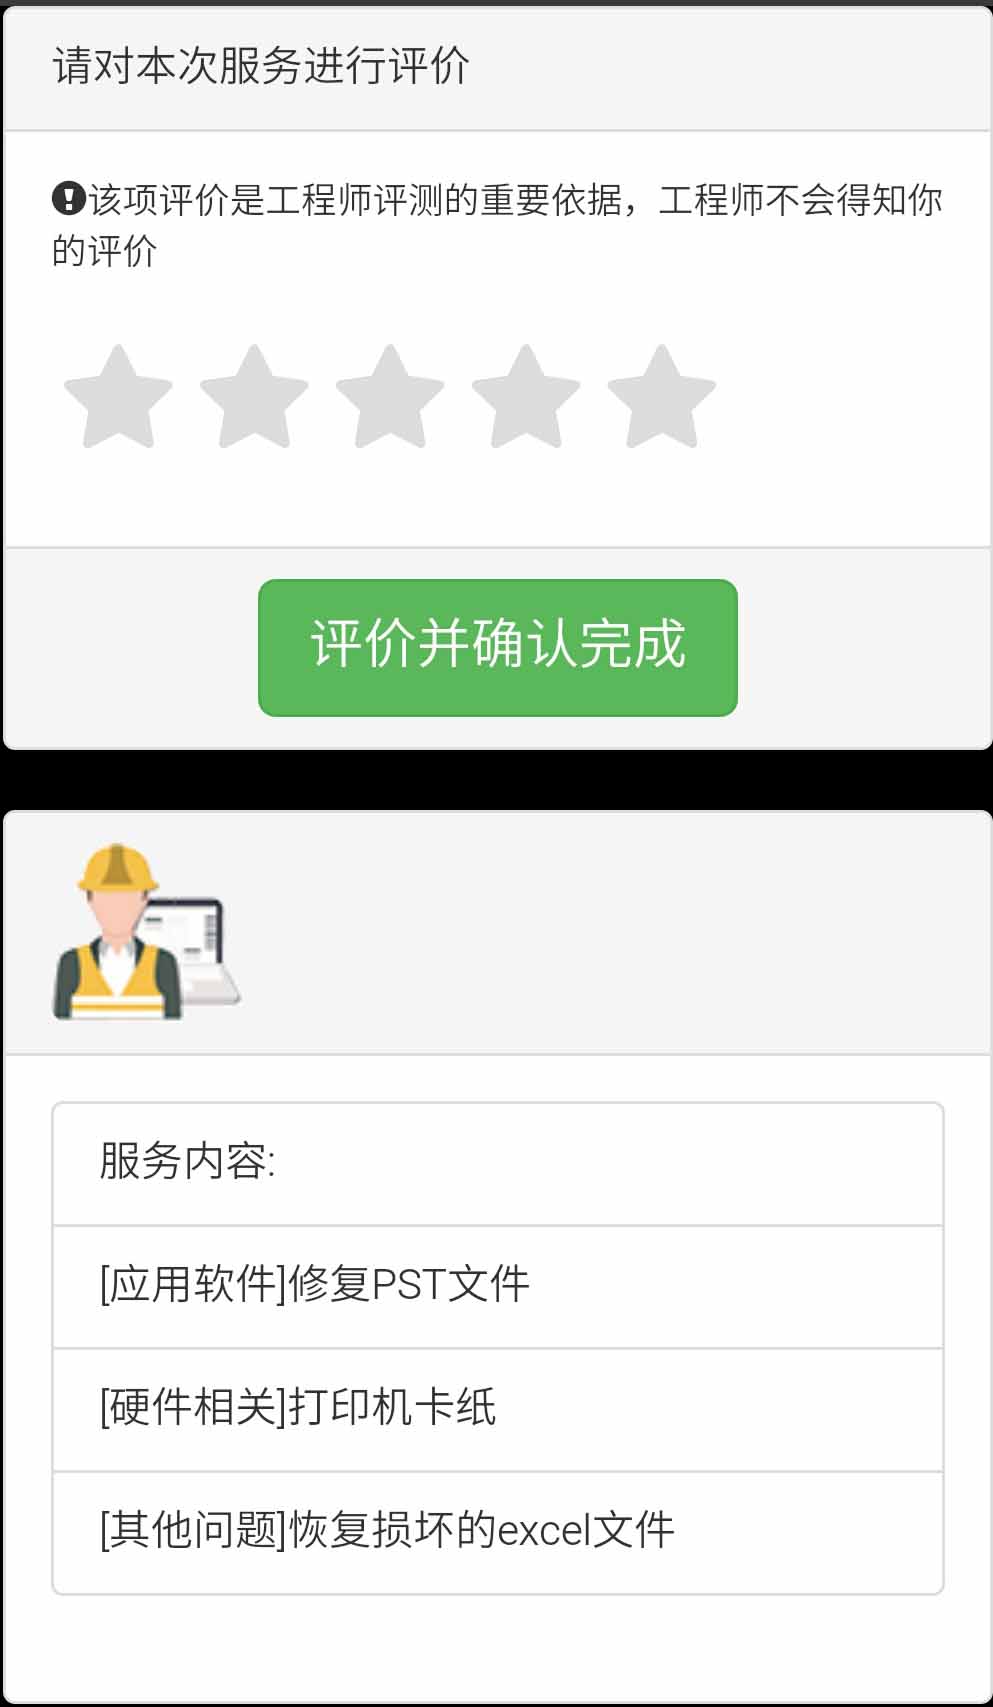 请对本次服务进行评价
该项评价是工程师评测的重要依据，工程师不会得知你
的评价
评价并确认完成
服务内容:
[应用软件]修复PST文件
[硬件相关]打印机卡纸
[其他问题]恢复损坏的excel文件